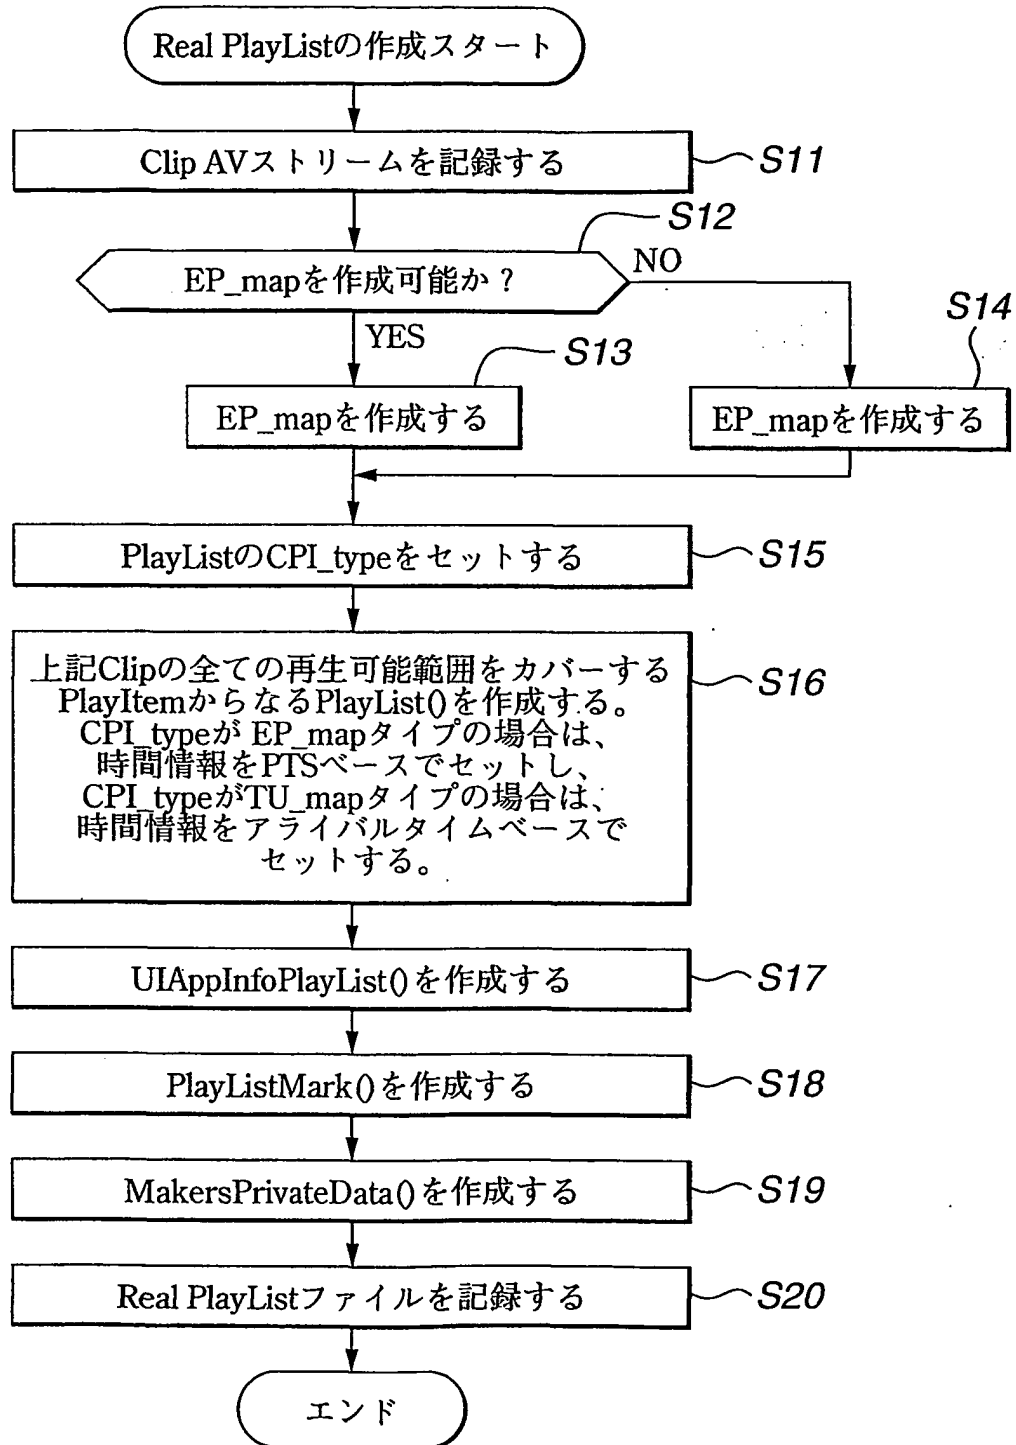 Real PlayListの作成スタート
Clip AVストリームを記録する
S11
S12
EP_mapを作成可能か?
NO
YES
S13
S14
EP_mapを作成する
EP_mapを作成する
PlayListのCPI_typeをセットする
S15
上記Clipの全ての再生可能範囲をカバーする
PlayItemからなるPlayList()を作成する。
CPI_typeが EP_mapタイプの場合は、
時間情報をPTSベースでセットし、
CPI_typeがTU_mapタイプの場合は、
時間情報をアライバルタイムベースで
セットする。
S16
UIAppInfoPlayList()を作成する
S17
PlayListMark()を作成する
S18
MakersPrivateData()を作成する
S19
Real PlayListファイルを記録する
S20
エンド